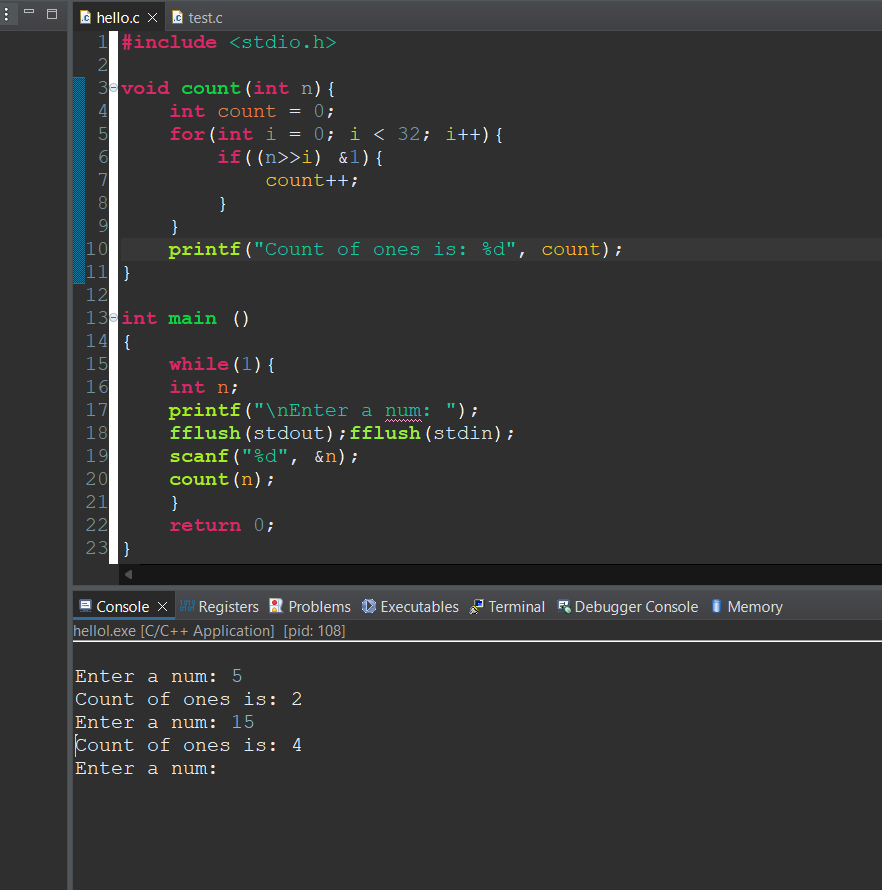 hello.c test.c
1 #include <stdio.h>
2
3 void count(int n){
4     int count = 0;
5     for(int i = 0; i < 32; i++){
6         if((n>>i) &1){
7             count++;
8         }
9     }
10     printf("Count of ones is: %d", count);
11 }
12
13 int main ()
14 {
15     while(1){
16     int n;
17     printf("\nEnter a num: ");
18     fflush(stdout);fflush(stdin);
19     scanf("%d", &n);
20     count(n);
21     }
22     return 0;
23 }
Console Registers Problems Executables Terminal Debugger Console Memory
hellol.exe [C/C++ Application] [pid: 108]
Enter a num: 5
Count of ones is: 2
Enter a num: 15
Count of ones is: 4
Enter a num: